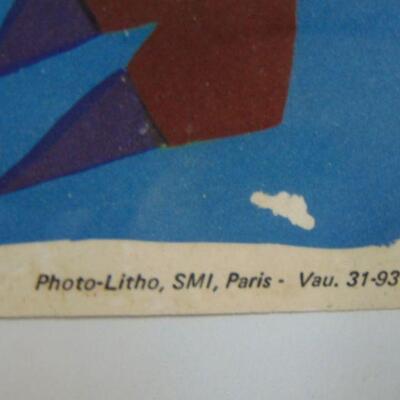 Photo-Litho, SMI, Paris - Vau. 31-93